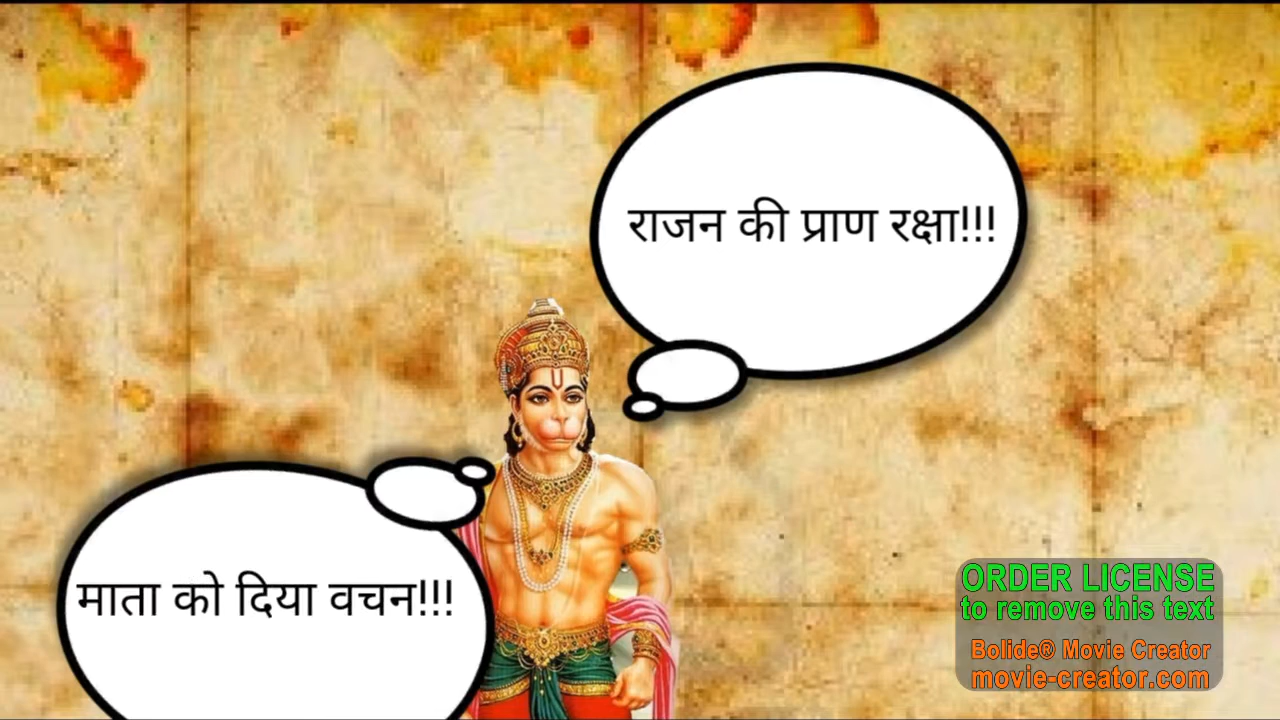 राजन की प्राण रक्षा!!!
माता को दिया वचन!!!
ORDER LICENSE
to remove this text
Bolide® Movie Creator
movie-creator.com